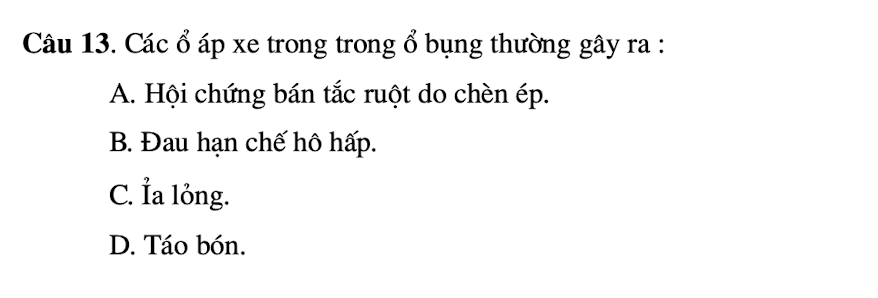 Câu 13. Các ổ áp xe trong trong ổ bụng thường gây ra :
A. Hội chứng bán tắc ruột do chèn ép.
B. Đau hạn chế hô hấp.
C. Ỉa lỏng.
D. Táo bón.